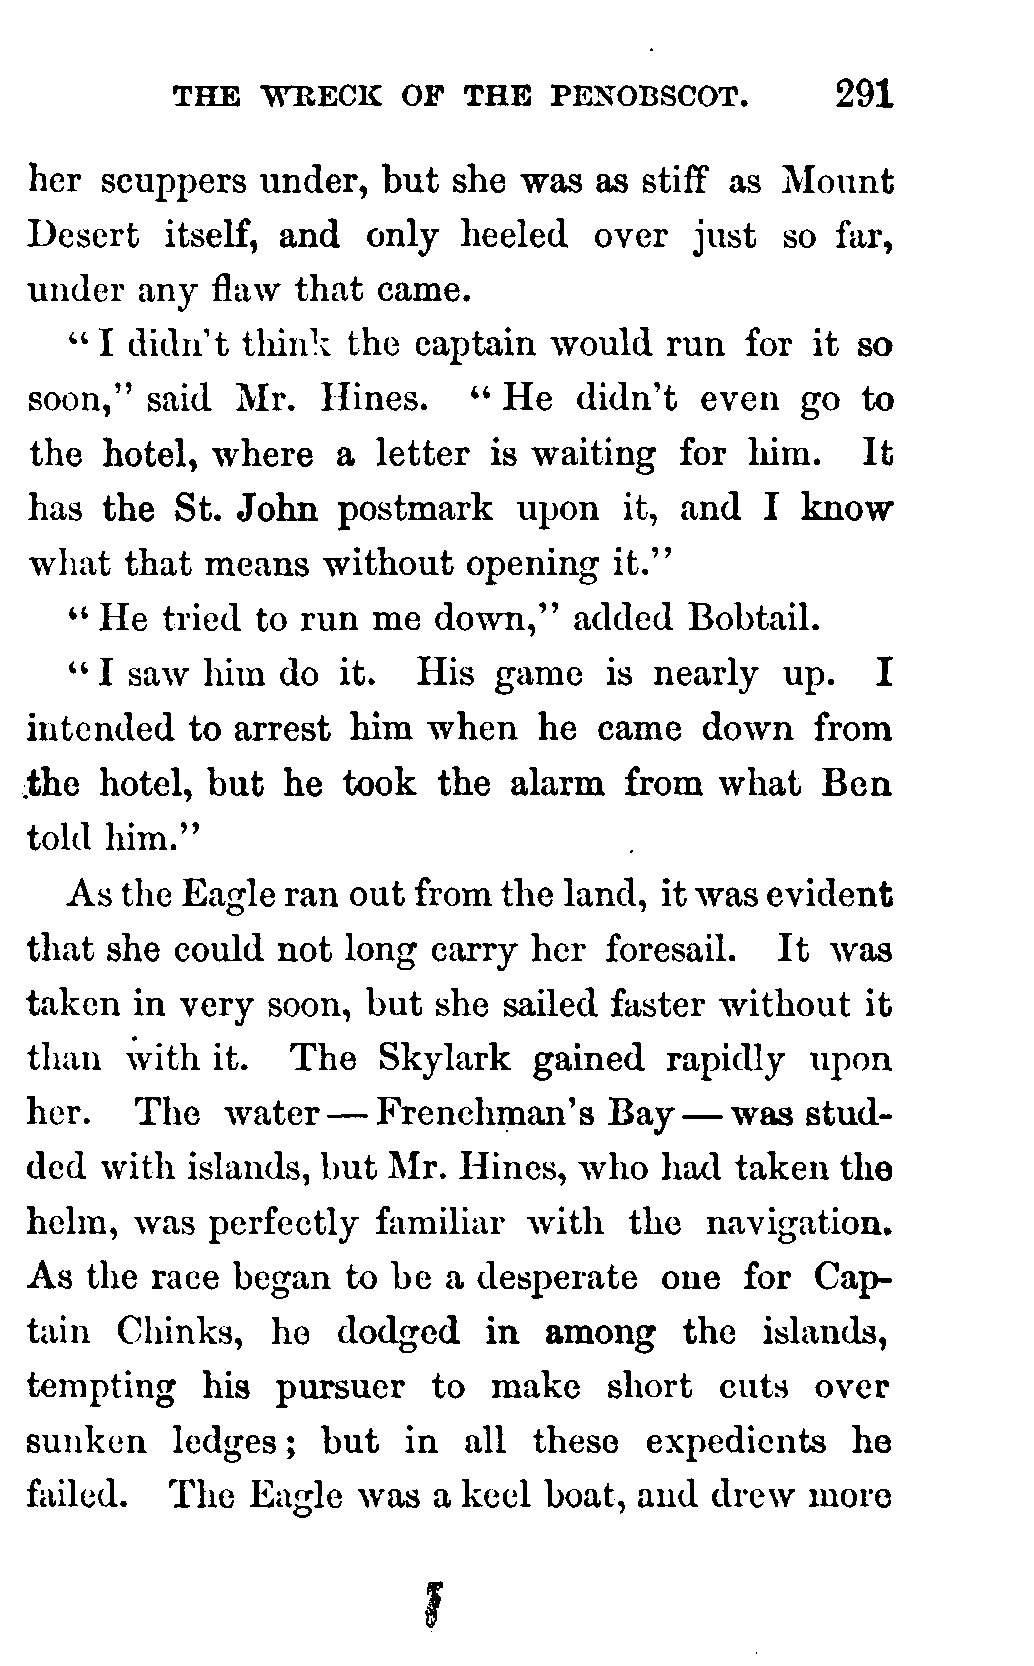 THE WRECK OF THE PENOBSCOT. 291
her scuppers under, but she was as stiff as Mount
Desert itself, and only heeled over just so far,
under any flaw that came.
"I didn't think the captain would run for it so
soon," said Mr. Hines. "He didn't even go to
the hotel, where a letter is waiting for him. It
has the St. John postmark upon it, and I know
what that means without opening it."
"He tried to run me down," added Bobtail.
"I saw him do it. His game is nearly up. I
intended to arrest him when he came down from
the hotel, but he took the alarm from what Ben
told him."
As the Eagle ran out from the land, it was evident
that she could not long carry her foresail. It was
taken in very soon, but she sailed faster without it
than with it. The Skylark gained rapidly upon
her. The water — Frenchman's Bay — was stud-
ded with islands, but Mr. Hines, who had taken the
helm, was perfectly familiar with the navigation.
As the race began to be a desperate one for Cap-
tain Chinks, he dodged in among the islands,
tempting his pursuer to make short cuts over
sunken ledges; but in all these expedients he
failed. The Eagle was a keel boat, and drew more